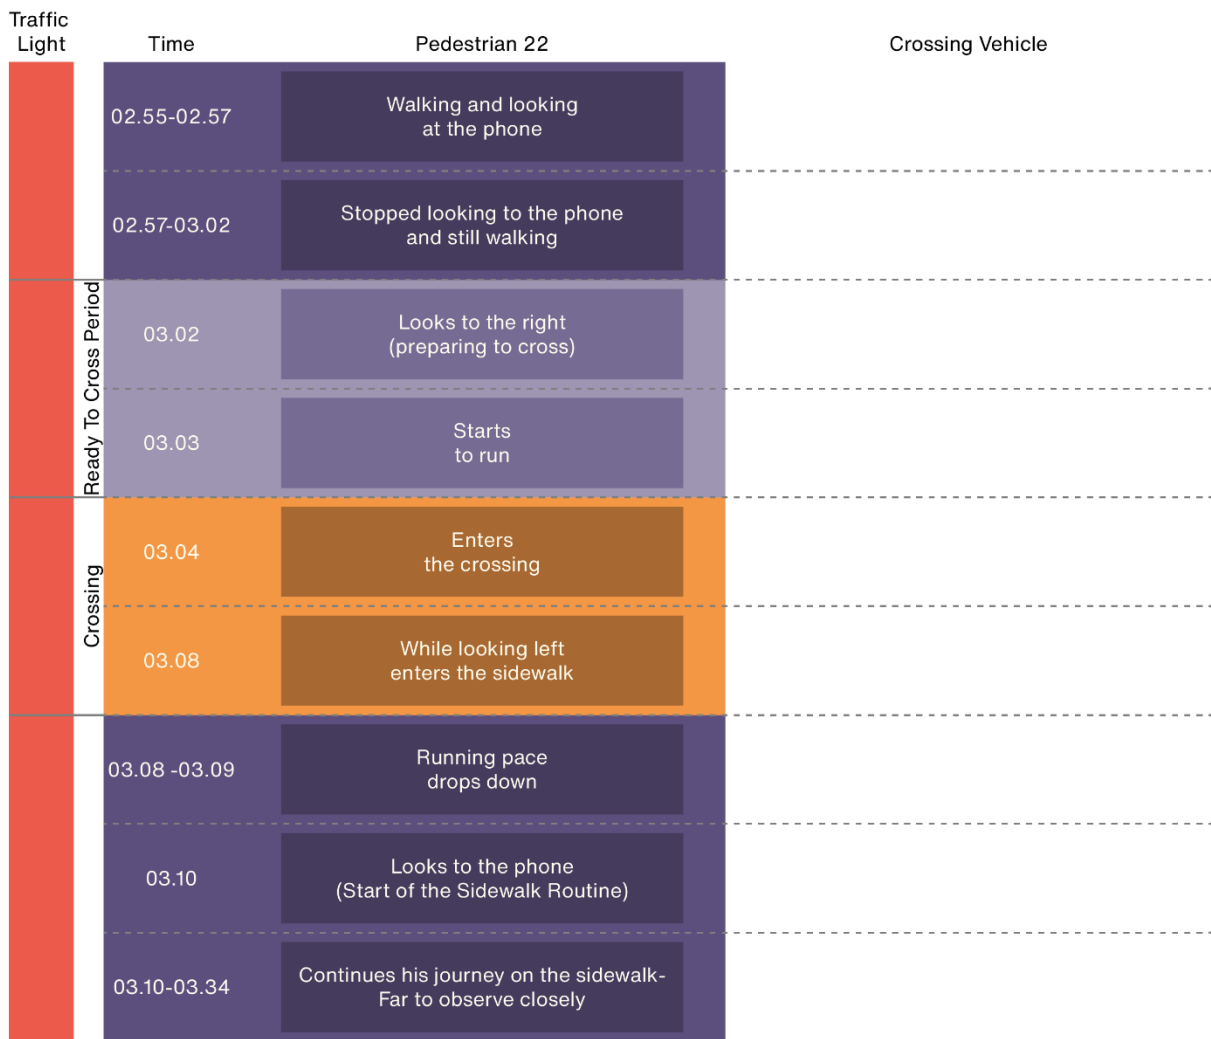 Traffic
Light
Time
Pedestrian 22
Crossing Vehicle
02.55-02.57
Walking and looking
at the phone
02.57-03.02
Stopped looking to the phone
and still walking
Ready To Cross Period
03.02
Looks to the right
(preparing to cross)
03.03
Starts
to run
Crossing
03.04
Enters
the crossing
03.08
While looking left
enters the sidewalk
03.08 -03.09
Running pace
drops down
03.10
Looks to the phone
(Start of the Sidewalk Routine)
03.10-03.34
Continues his journey on the sidewalk-
Far to observe closely